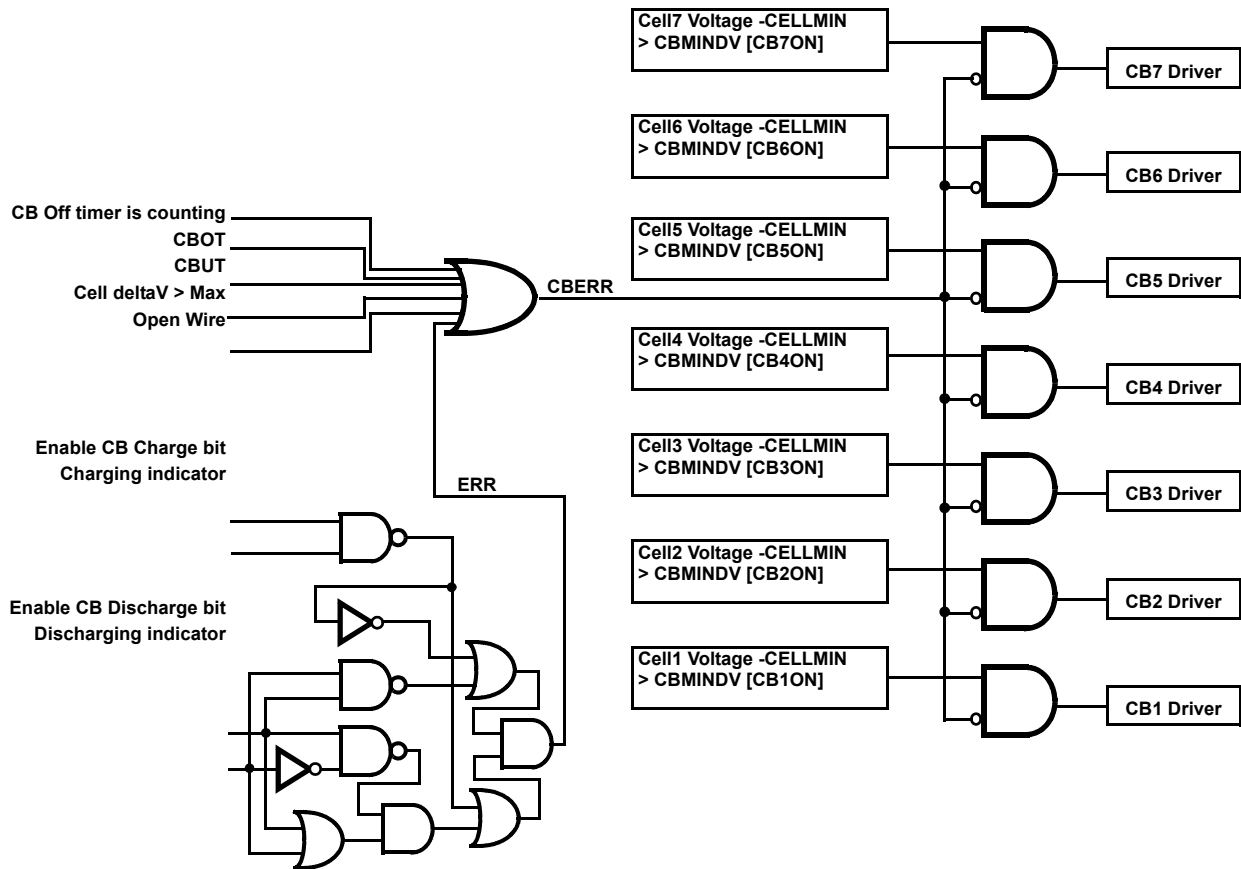 Cell7 Voltage -CELLMIN
> CBMINDV [CB7ON]
CB7 Driver
Cell6 Voltage -CELLMIN
> CBMINDV [CB6ON]
CB6 Driver
CB Off timer is counting
CBOT
CBUT
Cell deltaV > Max
Open Wire
CBERR
Cell5 Voltage -CELLMIN
> CBMINDV [CB5ON]
CB5 Driver
Cell4 Voltage -CELLMIN
> CBMINDV [CB4ON]
CB4 Driver
Enable CB Charge bit
Charging indicator
ERR
Cell3 Voltage -CELLMIN
> CBMINDV [CB3ON]
CB3 Driver
Cell2 Voltage -CELLMIN
> CBMINDV [CB2ON]
CB2 Driver
Enable CB Discharge bit
Discharging indicator
Cell1 Voltage -CELLMIN
> CBMINDV [CB1ON]
CB1 Driver